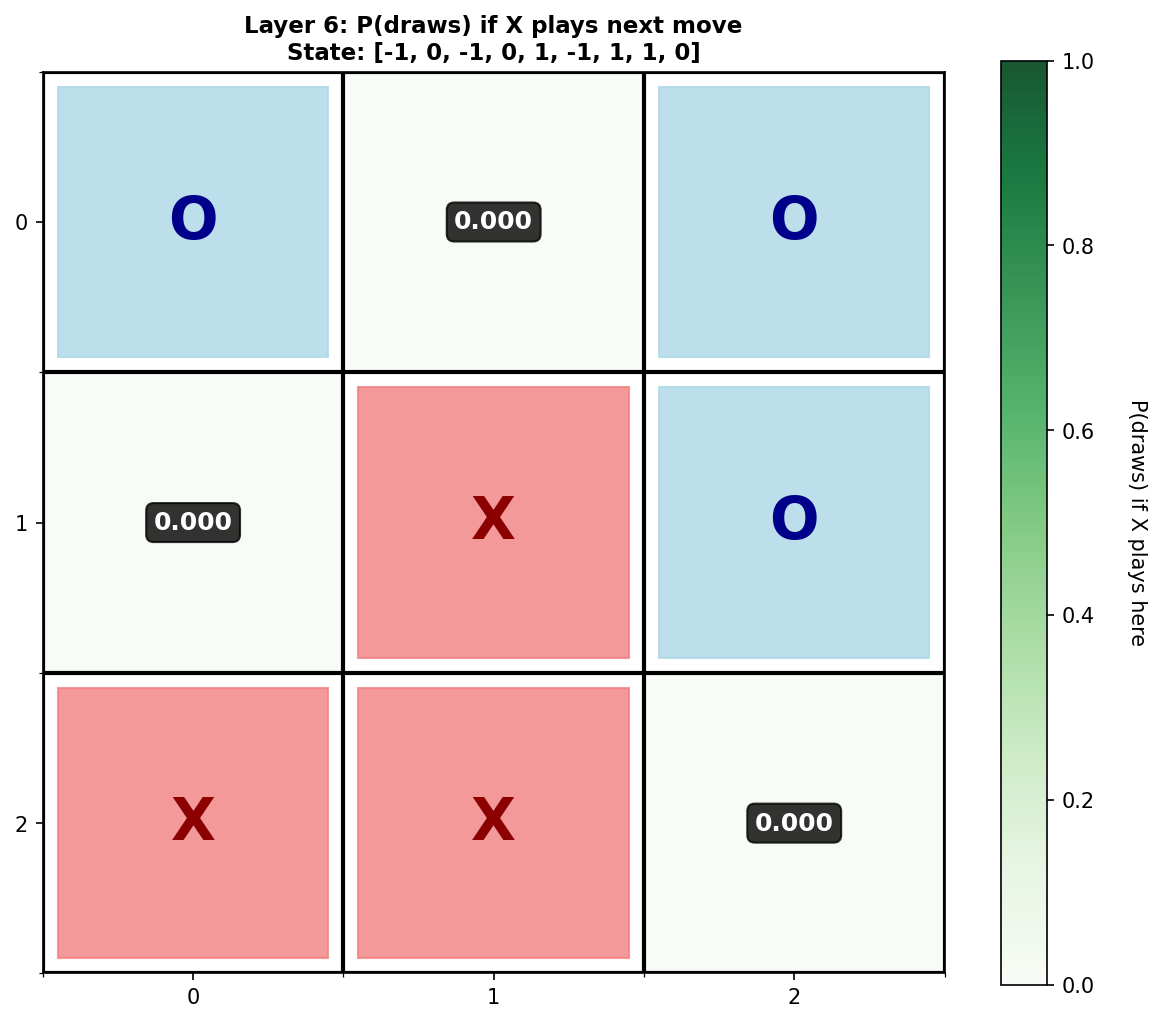 Layer 6: P(draws) if X plays next move
State: [-1, 0, -1, 0, 1, -1, 1, 1, 0]
0
O
0.000
O
1
0.000
X
O
2
X
X
0.000
0
1
2
1.0
0.8
0.6
0.4
0.2
0.0
P(draws) if X plays here